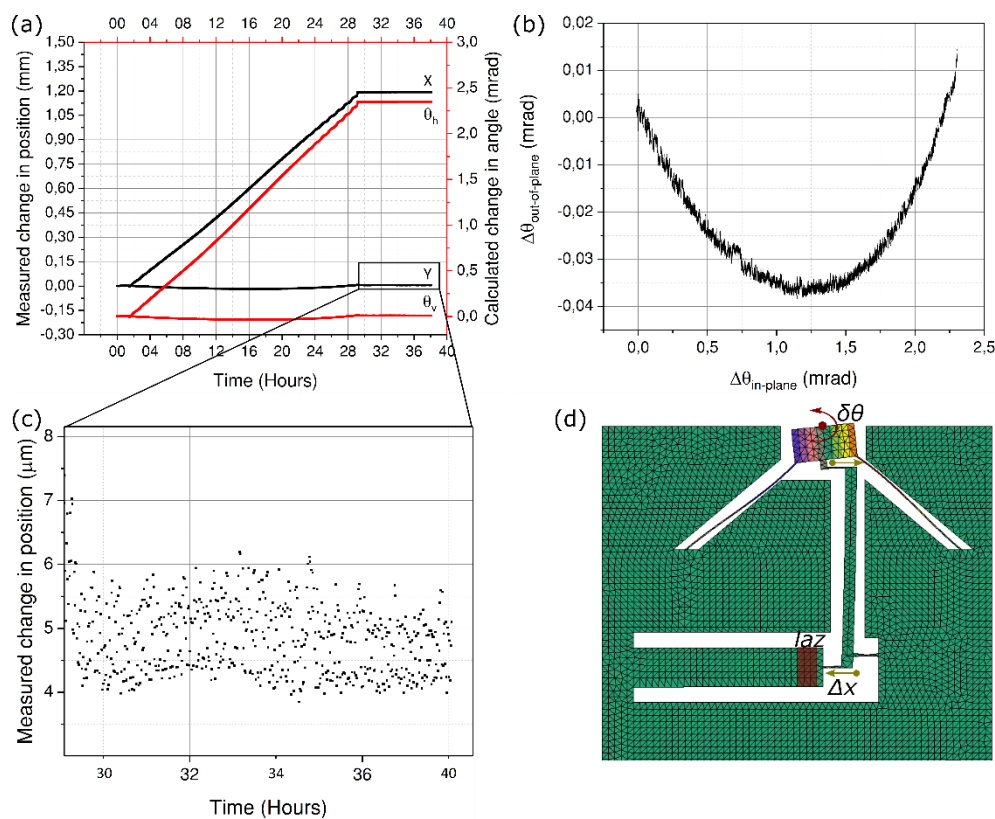 (a)
00 04 08 12 16 20 24 28 32 36 40
1,50
1,35
1,20
1,05
0,90
0,75
0,60
0,45
0,30
0,15
0,00
-0,15
-0,30
Measured change in position (mm)
3,0
2,5
2,0
1,5
1,0
0,5
0,0
Calculated change in angle (mrad)
X
θh
Y
θv
00 04 08 12 16 20 24 28 32 36 40
Time (Hours)
(b)
0,02
0,01
0,00
-0,01
-0,02
-0,03
-0,04
Δθout-of-plane (mrad)
0,0 0,5 1,0 1,5 2,0 2,5
Δθin-plane (mrad)
(c)
8
7
6
5
4
Measured change in position (μm)
30 32 34 36 38 40
Time (Hours)
(d)
δθ
laz
Δx